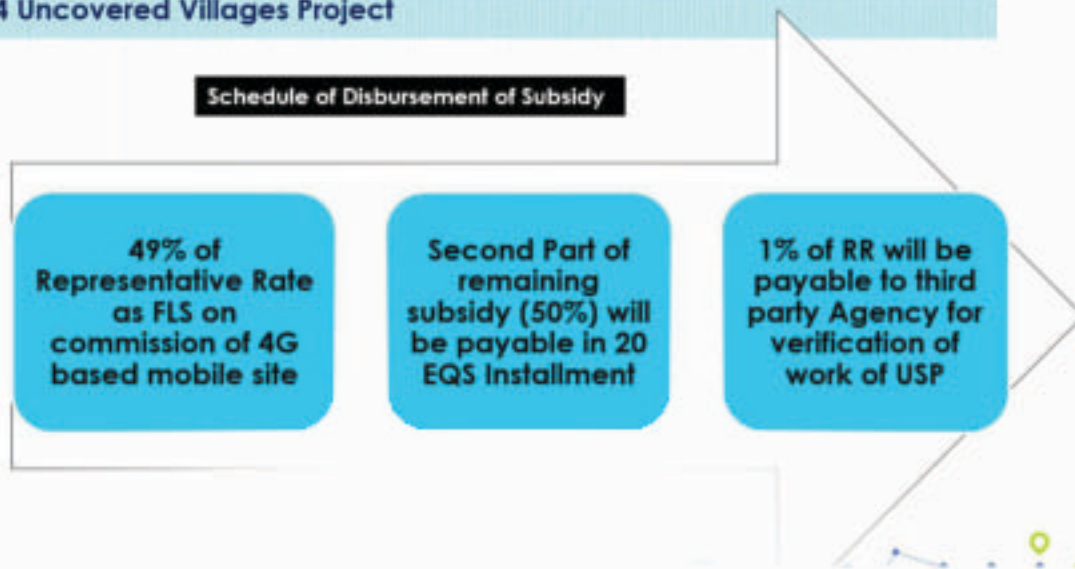 4 Uncovered Villages Project
Schedule of Disbursement of Subsidy
49% of
Representative Rate
as FLS on
commission of 4G
based mobile site
Second Part of
remaining
subsidy (50%) will
be payable in 20
EQS Installment
1% of RR will be
payable to third
party Agency for
verification of
work of USP